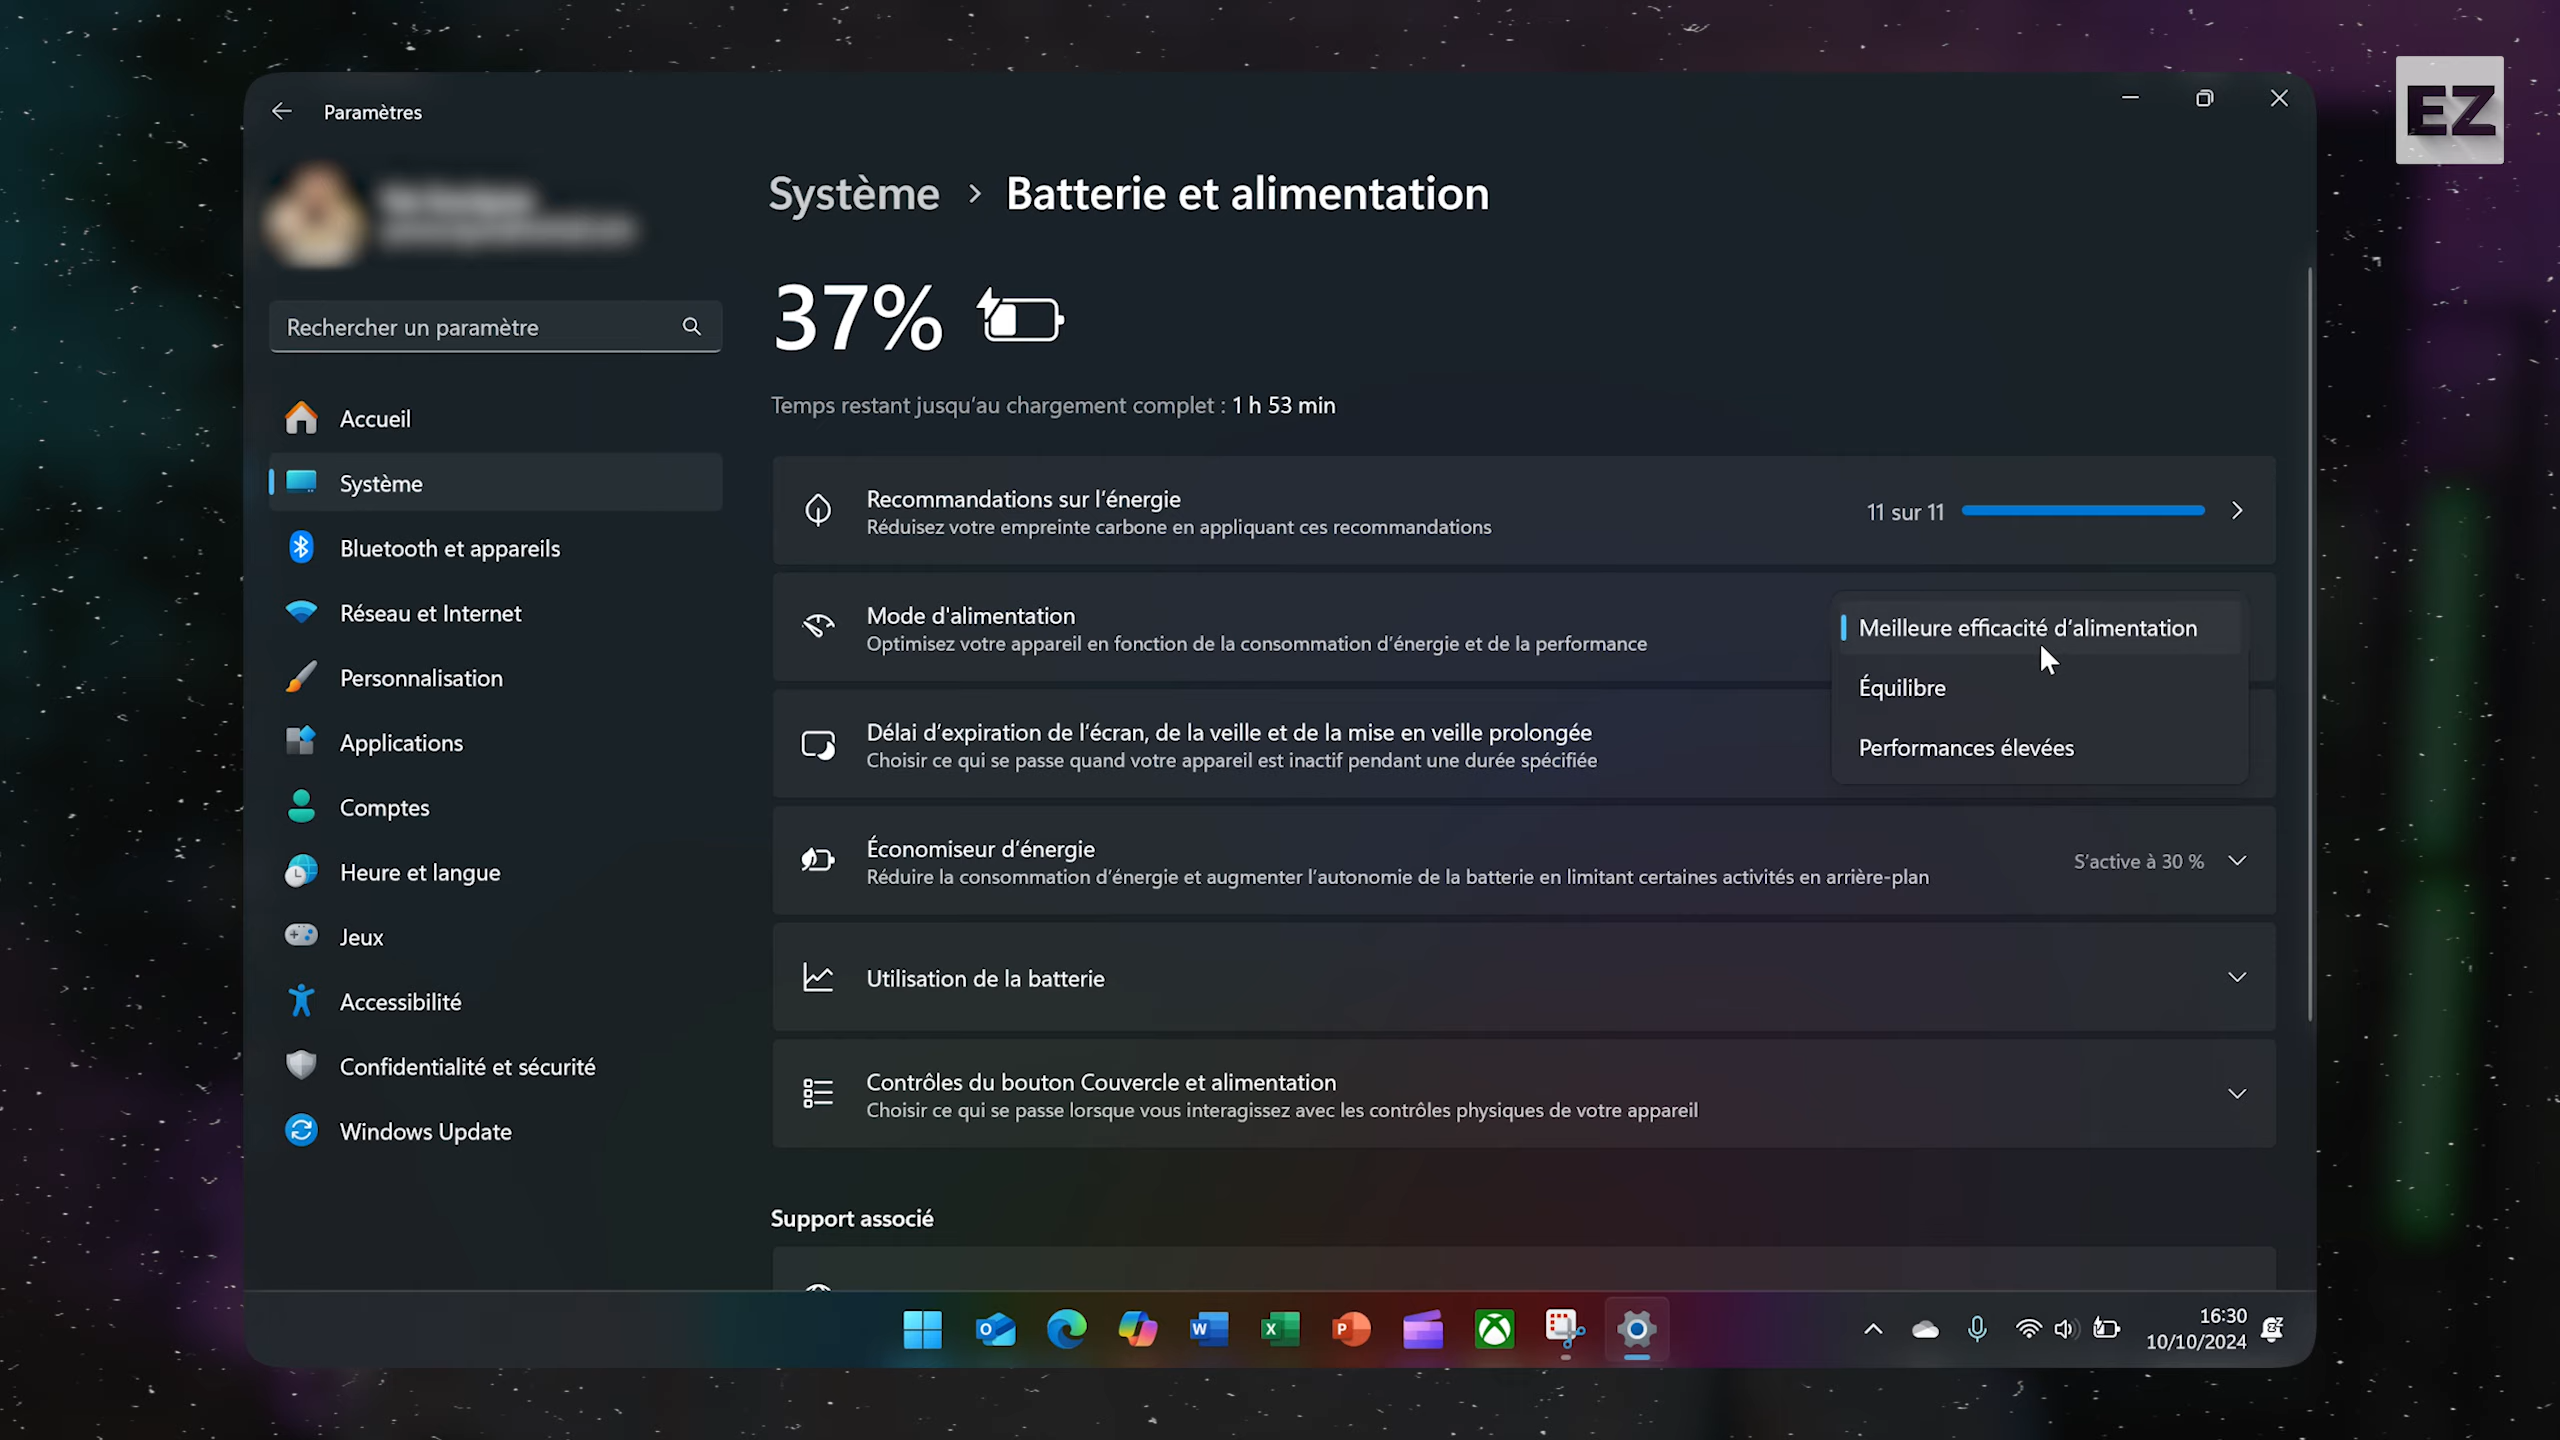 Paramètres
EZ
Rechercher un paramètre
Accueil
Système
Bluetooth et appareils
Réseau et Internet
Personnalisation
Applications
Comptes
Heure et langue
Jeux
Accessibilité
Confidentialité et sécurité
Windows Update
Système > Batterie et alimentation
37%
Temps restant jusqu'au chargement complet : 1 h 53 min
Recommandations sur l'énergie
Réduisez votre empreinte carbone en appliquant ces recommandations
11 sur 11
Mode d'alimentation
Optimisez votre appareil en fonction de la consommation d'énergie et de la performance
Meilleure efficacité d'alimentation
Équilibre
Performances élevées
Délai d'expiration de l'écran, de la veille et de la mise en veille prolongée
Choisir ce qui se passe quand votre appareil est inactif pendant une durée spécifiée
Économiseur d'énergie
Réduire la consommation d'énergie et augmenter l'autonomie de la batterie en limitant certaines activités en arrière-plan
S'active à 30 %
Utilisation de la batterie
Contrôles du bouton Couvercle et alimentation
Choisir ce qui se passe lorsque vous interagissez avec les contrôles physiques de votre appareil
Support associé
16:30
10/10/2024